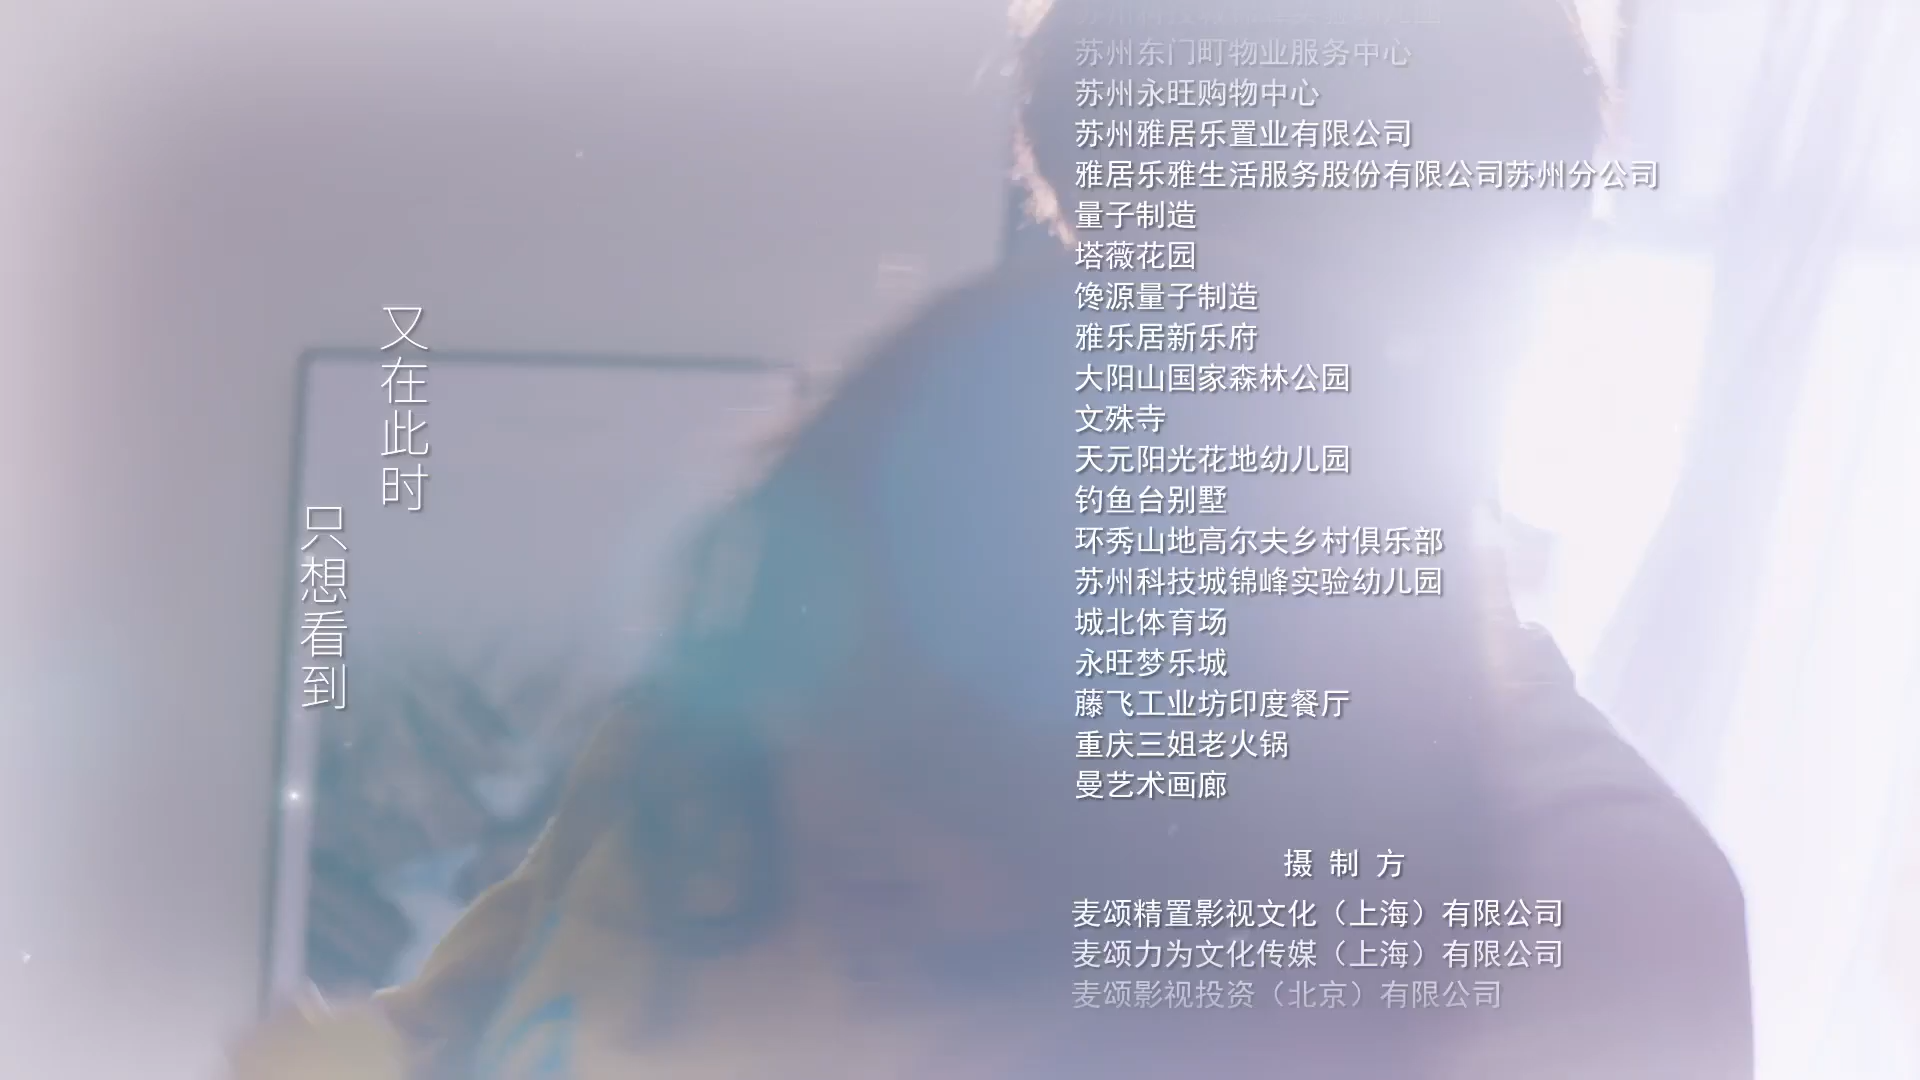 又在此时
只想看到
苏州东门町物业服务中心
苏州永旺购物中心
苏州雅居乐置业有限公司
雅居乐雅生活服务股份有限公司苏州分公司
量子制造
塔薇花园
馋源量子制造
雅乐居新乐府
大阳山国家森林公园
文殊寺
天元阳光花地幼儿园
钓鱼台别墅
环秀山地高尔夫乡村俱乐部
苏州科技城锦峰实验幼儿园
城北体育场
永旺梦乐城
藤飞工业坊印度餐厅
重庆三姐老火锅
曼艺术画廊
摄制方
麦颂精置影视文化（上海）有限公司
麦颂力为文化传媒（上海）有限公司
麦颂影视投资（北京）有限公司